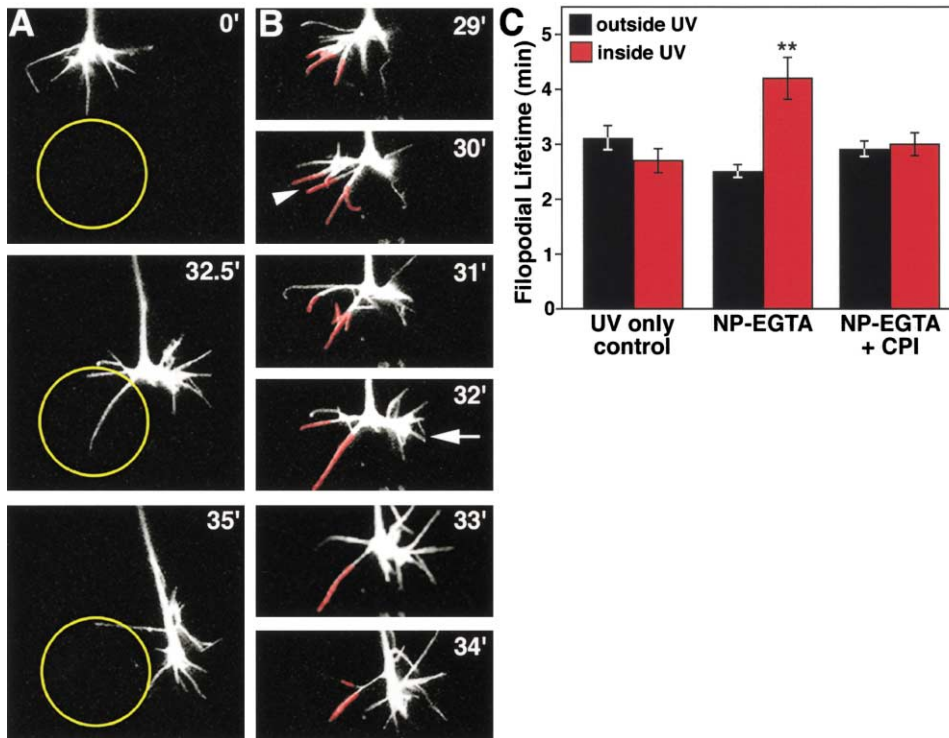 A
0'
32.5'
35'
B
29'
30'
31'
32'
33'
34'
C
outside UV
inside UV
Filopodial Lifetime (min)
5
4
3
2
1
0
**
UV only
control
NP-EGTA
NP-EGTA
+ CPI